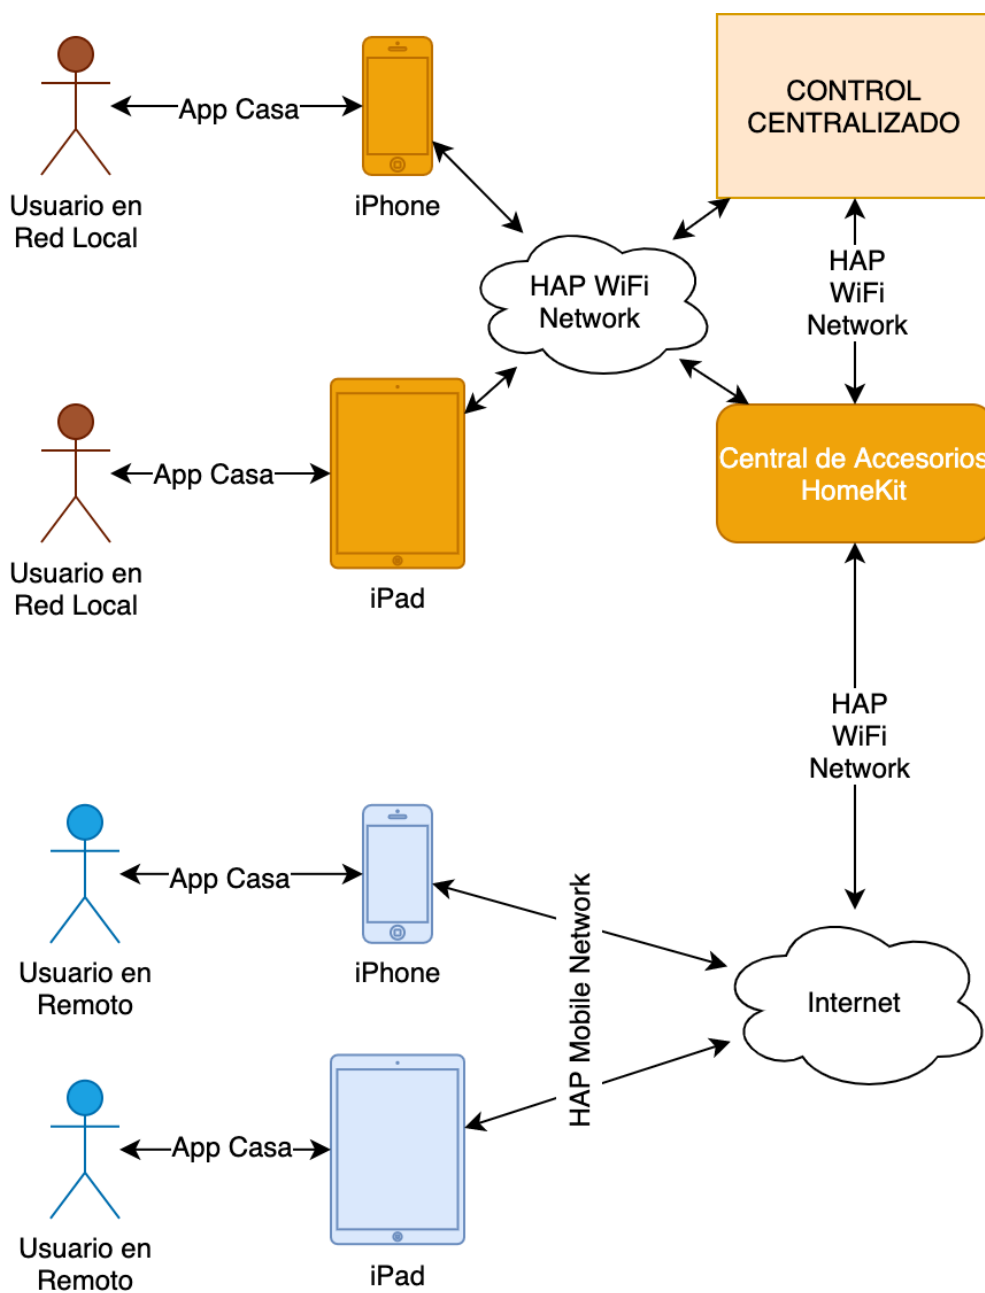 App Casa
Usuario en
Red Local
iPhone
CONTROL
CENTRALIZADO
HAP WiFi
Network
HAP
WiFi
Network
App Casa
Usuario en
Red Local
iPad
Central de Accesorios
HomeKit
HAP
WiFi
Network
App Casa
Usuario en
Remoto
iPhone
HAP Mobile Network
Internet
App Casa
Usuario en
Remoto
iPad